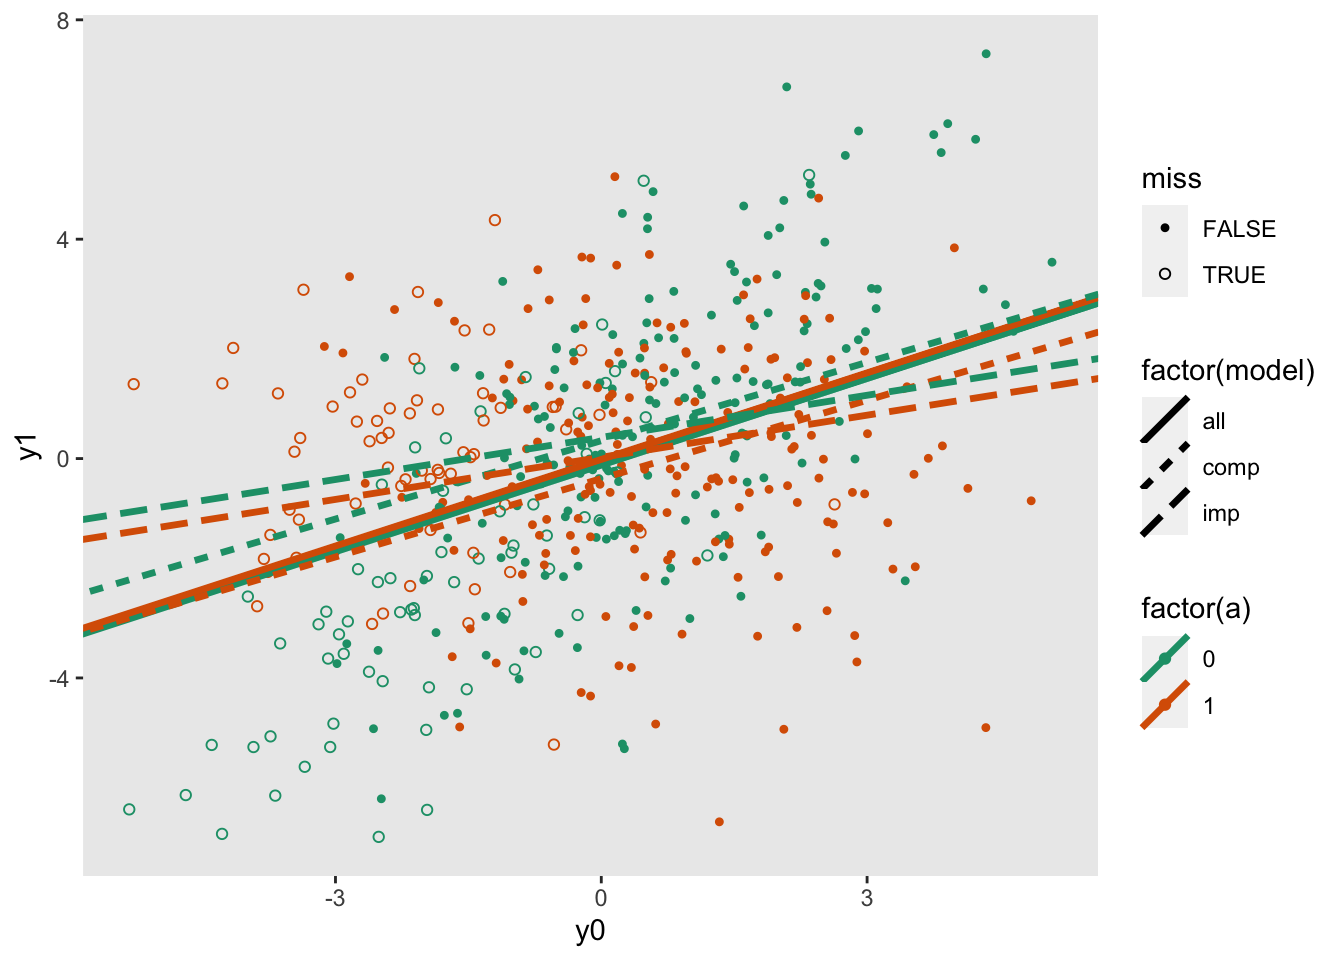 8
4
0
-4
y1
-3
0
3
y0
miss
FALSE
TRUE
factor(model)
all
comp
imp
factor(a)
0
1